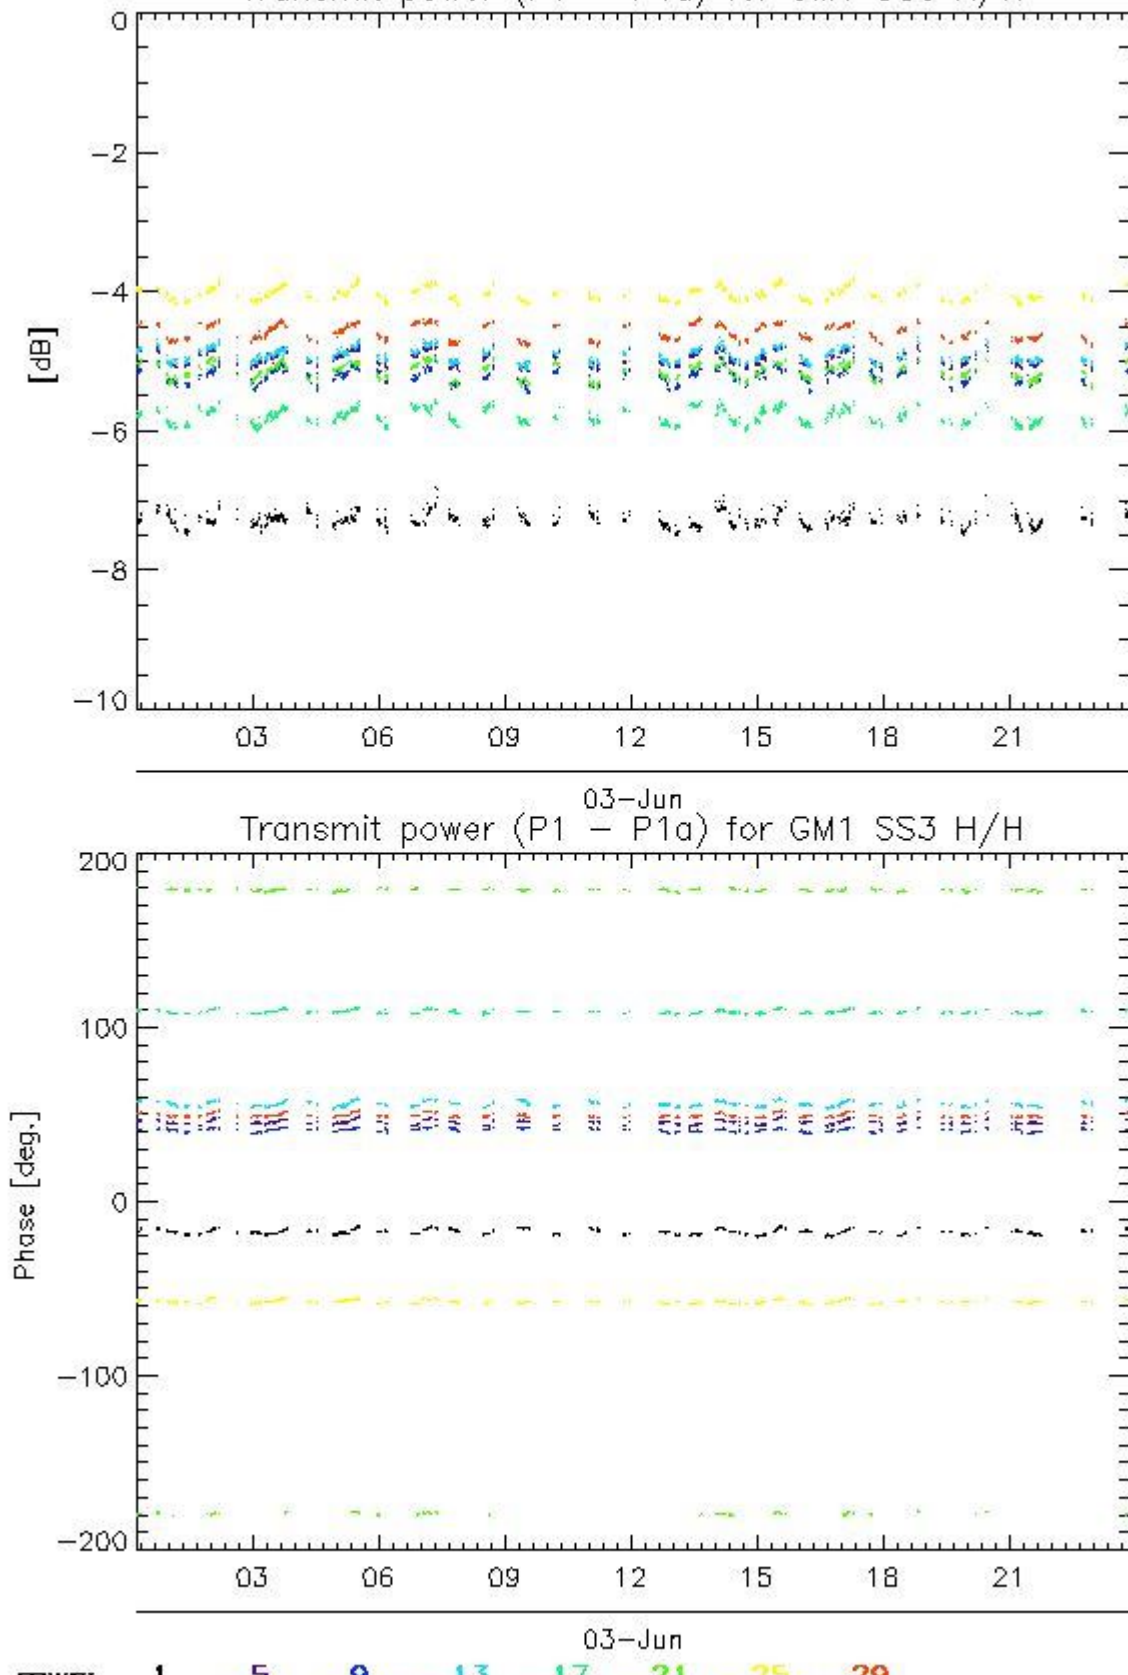 0
−2
−4
[dB]
−6
−8
−10
03 06 09 12 15 18 21
03−Jun
Transmit power (P1 − P1a) for GM1 SS3 H/H
200
100
0
Phase [deg.]
−100
−200
03 06 09 12 15 18 21
03−Jun
1 5 9 13 17 21 25 29